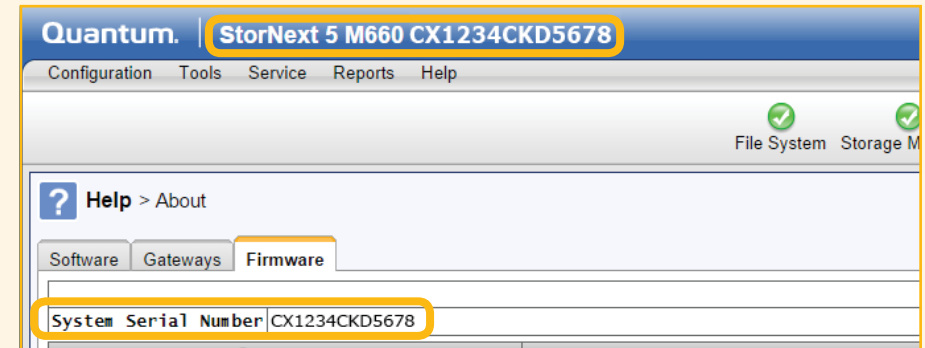 Quantum. StorNext 5 M660 CX1234CKD5678
Configuration Tools Service Reports Help
File System Storage M
? Help > About
Software Gateways Firmware
System Serial Number CX1234CKD5678